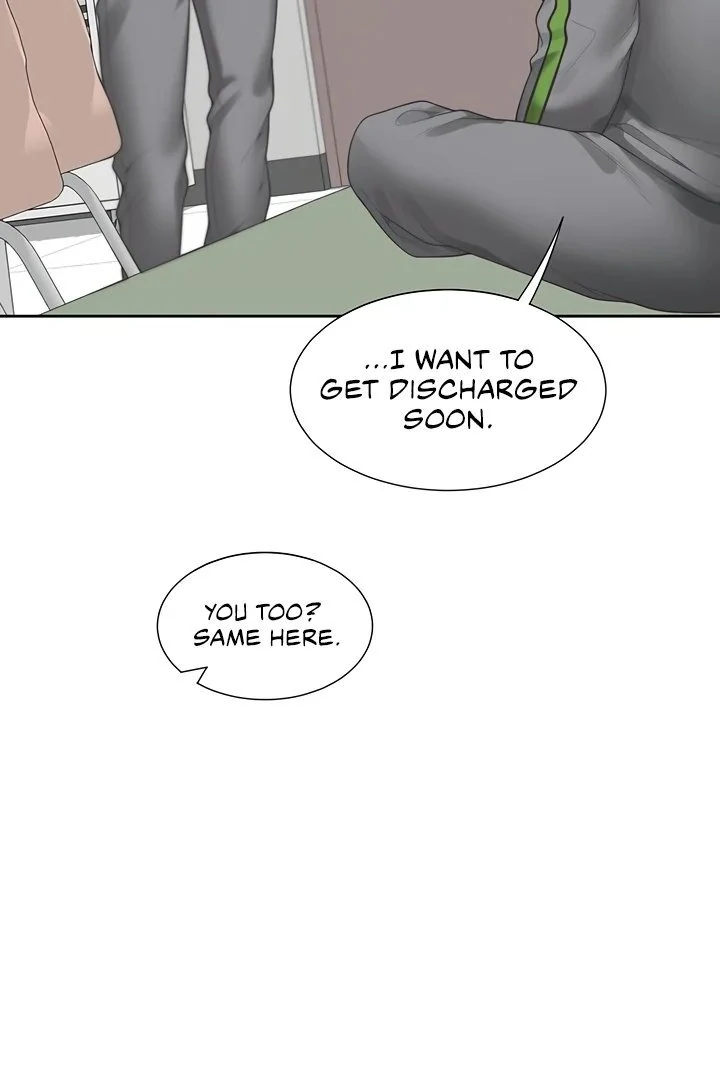 ...I WANT TO
GET DISCHARGED
SOON.
YOU TOO?
SAME HERE.